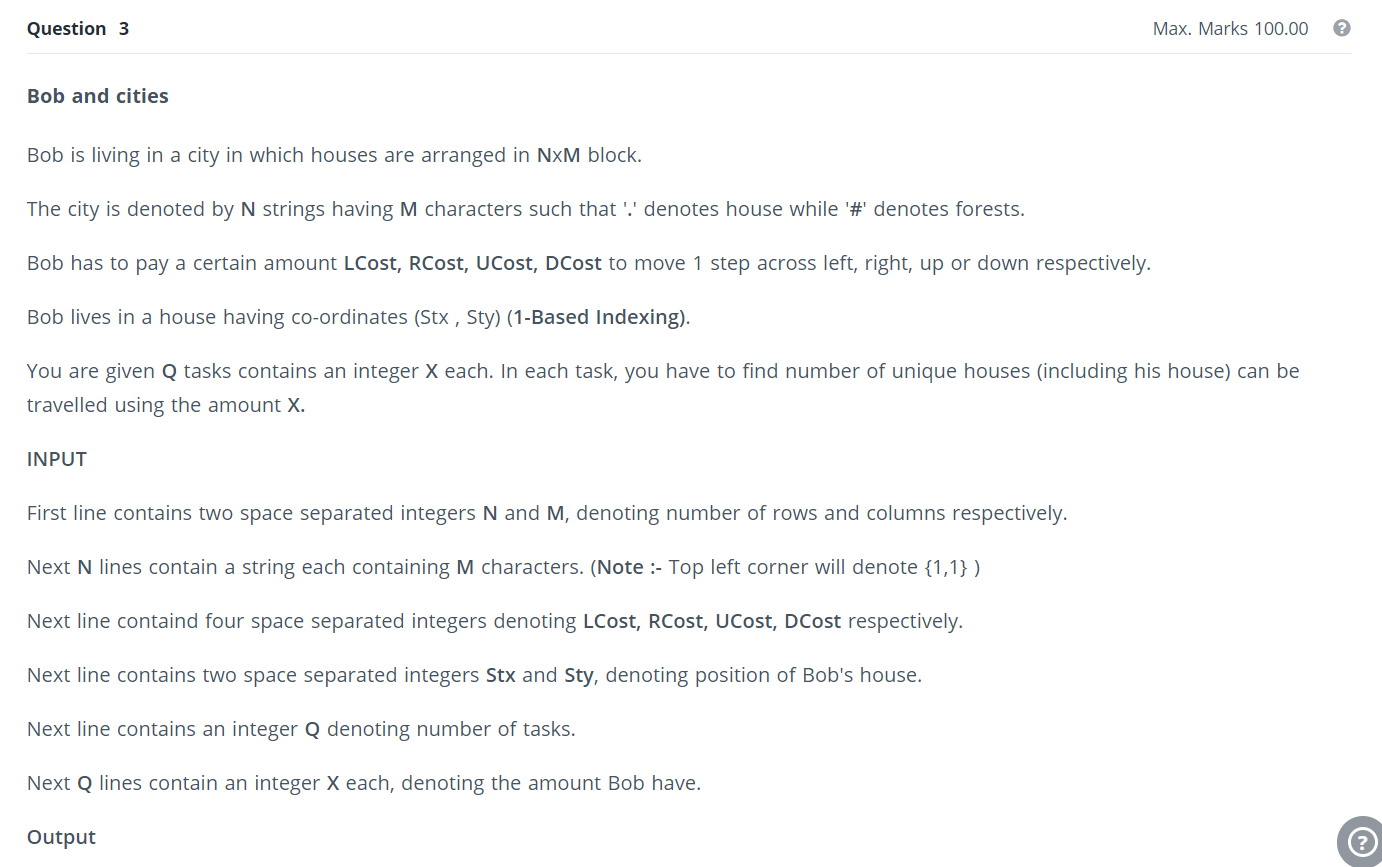 Question 3
Max. Marks 100.00
?
Bob and cities
Bob is living in a city in which houses are arranged in NxM block.
The city is denoted by N strings having M characters such that '.' denotes house while '#' denotes forests.
Bob has to pay a certain amount LCost, RCost, UCost, DCost to move 1 step across left, right, up or down respectively.
Bob lives in a house having co-ordinates (Stx , Sty) (1-Based Indexing).
You are given Q tasks contains an integer X each. In each task, you have to find number of unique houses (including his house) can be
travelled using the amount X.
INPUT
First line contains two space separated integers N and M, denoting number of rows and columns respectively.
Next N lines contain a string each containing M characters. (Note :- Top left corner will denote {1,1} )
Next line containd four space separated integers denoting LCost, RCost, UCost, DCost respectively.
Next line contains two space separated integers Stx and Sty, denoting position of Bob's house.
Next line contains an integer Q denoting number of tasks.
Next Q lines contain an integer X each, denoting the amount Bob have.
Output
?